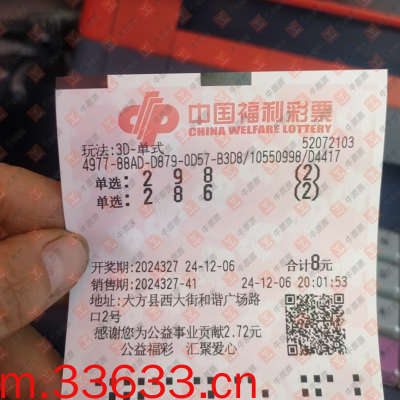 中国福利彩票
CHINA WELFARE LOTTERY
玩法:3D-单式 52072103
4977-88AD-D879-0D57-B3D8/10550998/D4417
单选: 2 9 8 (2)
单选: 2 8 6 (2)
开奖期:2024327 24-12-06 合计8元
销售期:2024327-41 24-12-06 20:01:53
地址:大方县西大街和谐广场路
口2号
感谢您为公益事业贡献2.72元
公益福彩 汇聚爱心
m.33633.cn